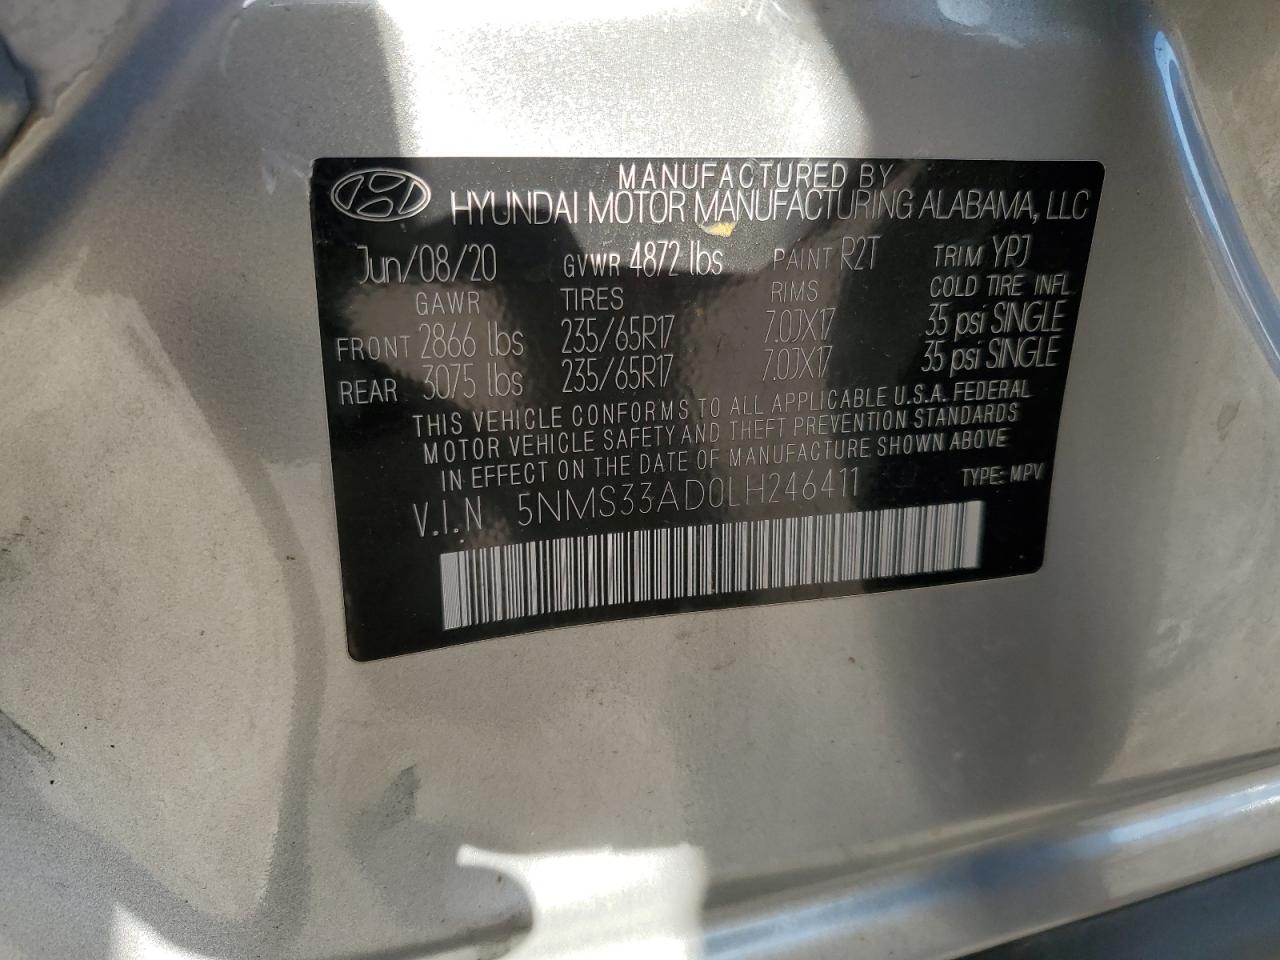 MANUFACTURED BY
HYUNDAI MOTOR MANUFACTURING ALABAMA, LLC
Jun/08/20 GVWR 4872 lbs PAINT R2T TRIM YPJ
GAWR TIRES RIMS COLD TIRE INFL
FRONT 2866 lbs 235/65R17 7.0JX17 35 psi SINGLE
REAR 3075 lbs 235/65R17 7.0JX17 35 psi SINGLE
THIS VEHICLE CONFORMS TO ALL APPLICABLE U.S.A. FEDERAL
MOTOR VEHICLE SAFETY AND THEFT PREVENTION STANDARDS
IN EFFECT ON THE DATE OF MANUFACTURE SHOWN ABOVE
V.I.N 5NMS33AD0LH246411 TYPE: MPV